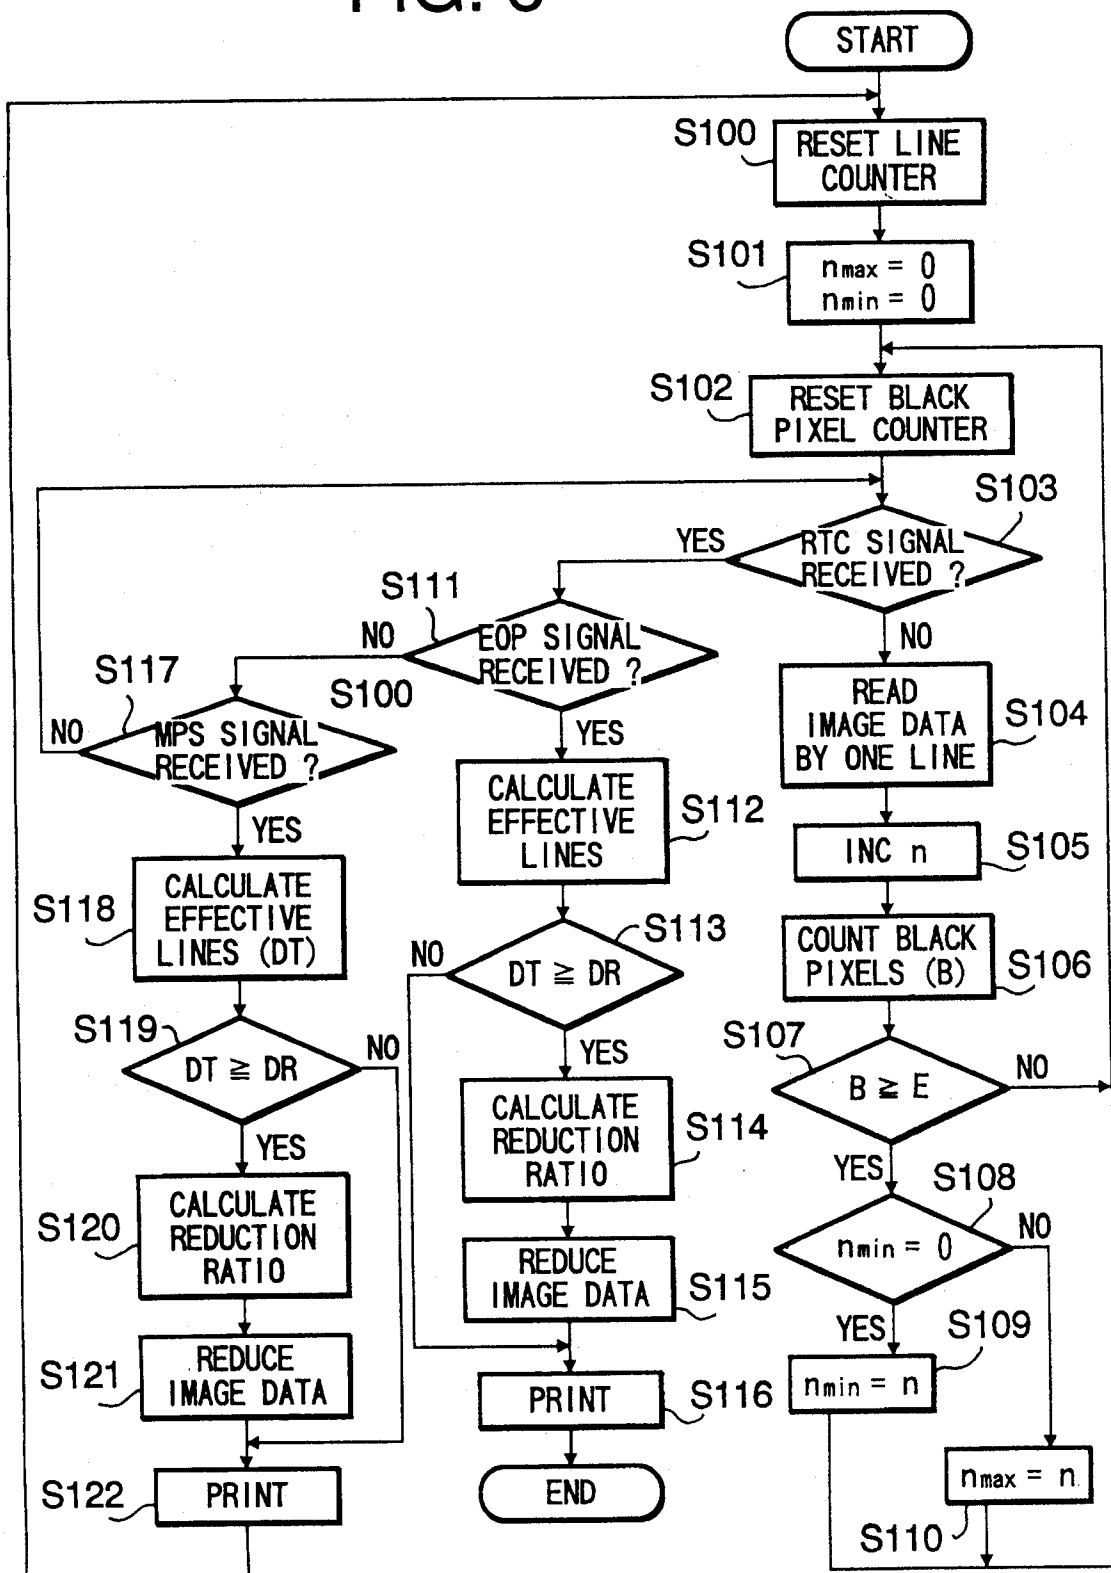 START
S100
RESET LINE
COUNTER
S101
nmax = 0
nmin = 0
S102
RESET BLACK
PIXEL COUNTER
S103
RTC SIGNAL
RECEIVED ?
YES
NO
S111
EOP SIGNAL
RECEIVED ?
NO
YES
S117
S100
MPS SIGNAL
RECEIVED ?
NO
YES
READ
IMAGE DATA
BY ONE LINE
S104
CALCULATE
EFFECTIVE
LINES
S112
INC n
S105
S118
CALCULATE
EFFECTIVE
LINES (DT)
COUNT BLACK
PIXELS (B)
S106
S113
DT ≧ DR
NO
YES
S119
DT ≧ DR
NO
YES
S107
B ≧ E
NO
YES
CALCULATE
REDUCTION
RATIO
S114
S120
CALCULATE
REDUCTION
RATIO
S108
nmin = 0
NO
YES
REDUCE
IMAGE DATA
S115
S109
nmin = n
S121
REDUCE
IMAGE DATA
PRINT
S116
S122
PRINT
END
nmax = n
S110